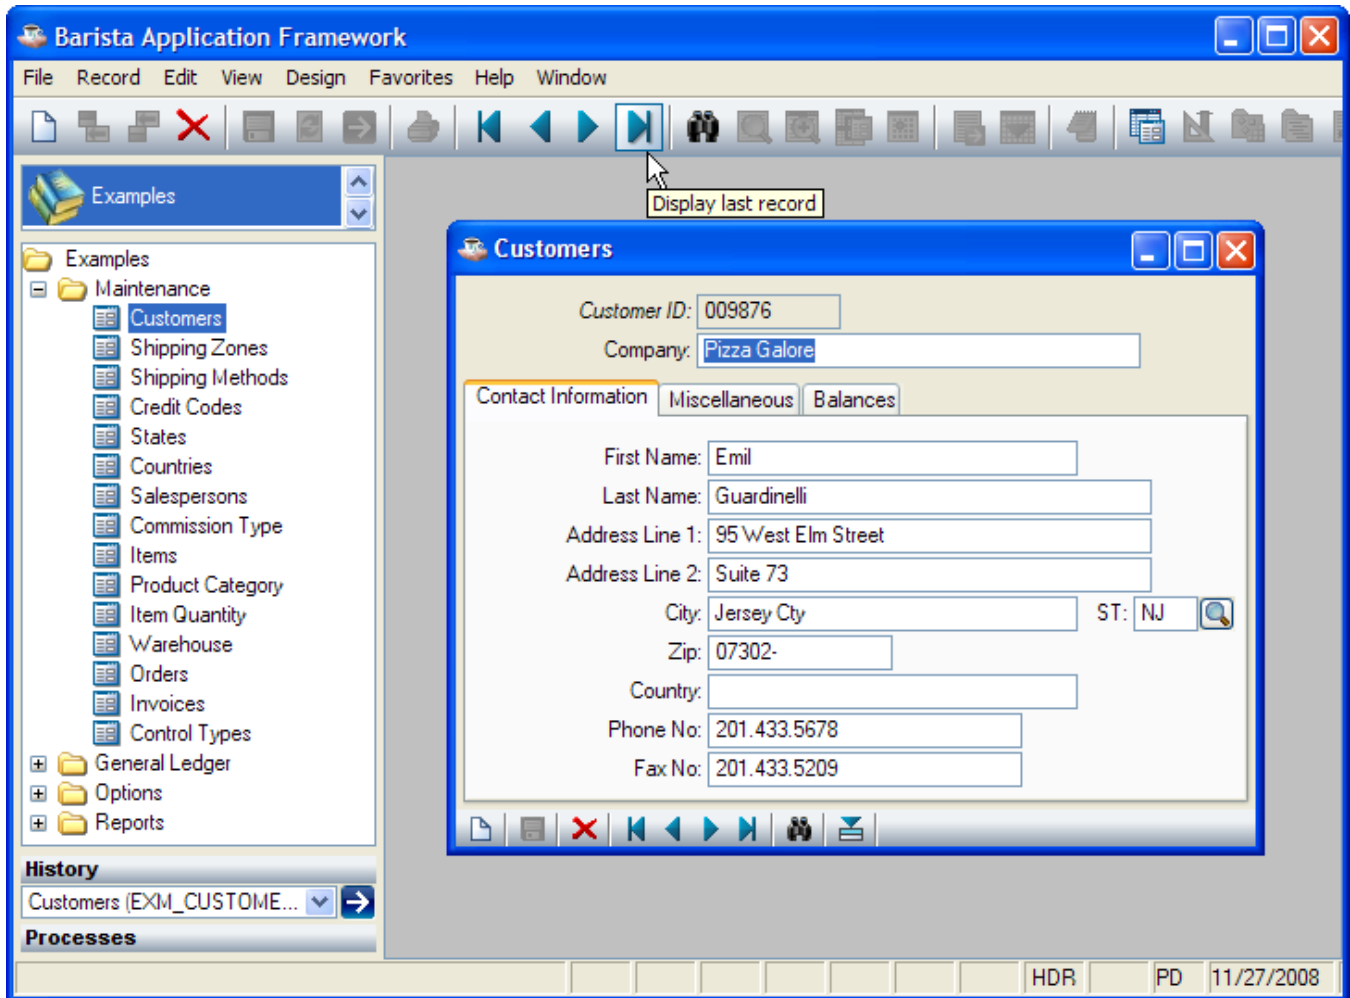 Barista Application Framework
File Record Edit View Design Favorites Help Window
Examples
Display last record
Examples
Maintenance
Customers
Shipping Zones
Shipping Methods
Credit Codes
States
Countries
Salespersons
Commission Type
Items
Product Category
Item Quantity
Warehouse
Orders
Invoices
Control Types
General Ledger
Options
Reports
History
Customers (EXM_CUSTOME...
Processes
Customers
Customer ID: 009876
Company: Pizza Galore
Contact Information Miscellaneous Balances
First Name: Emil
Last Name: Guardinelli
Address Line 1: 95 West Elm Street
Address Line 2: Suite 73
City: Jersey Cty ST: NJ
Zip: 07302-
Country:
Phone No: 201.433.5678
Fax No: 201.433.5209
HDR PD 11/27/2008